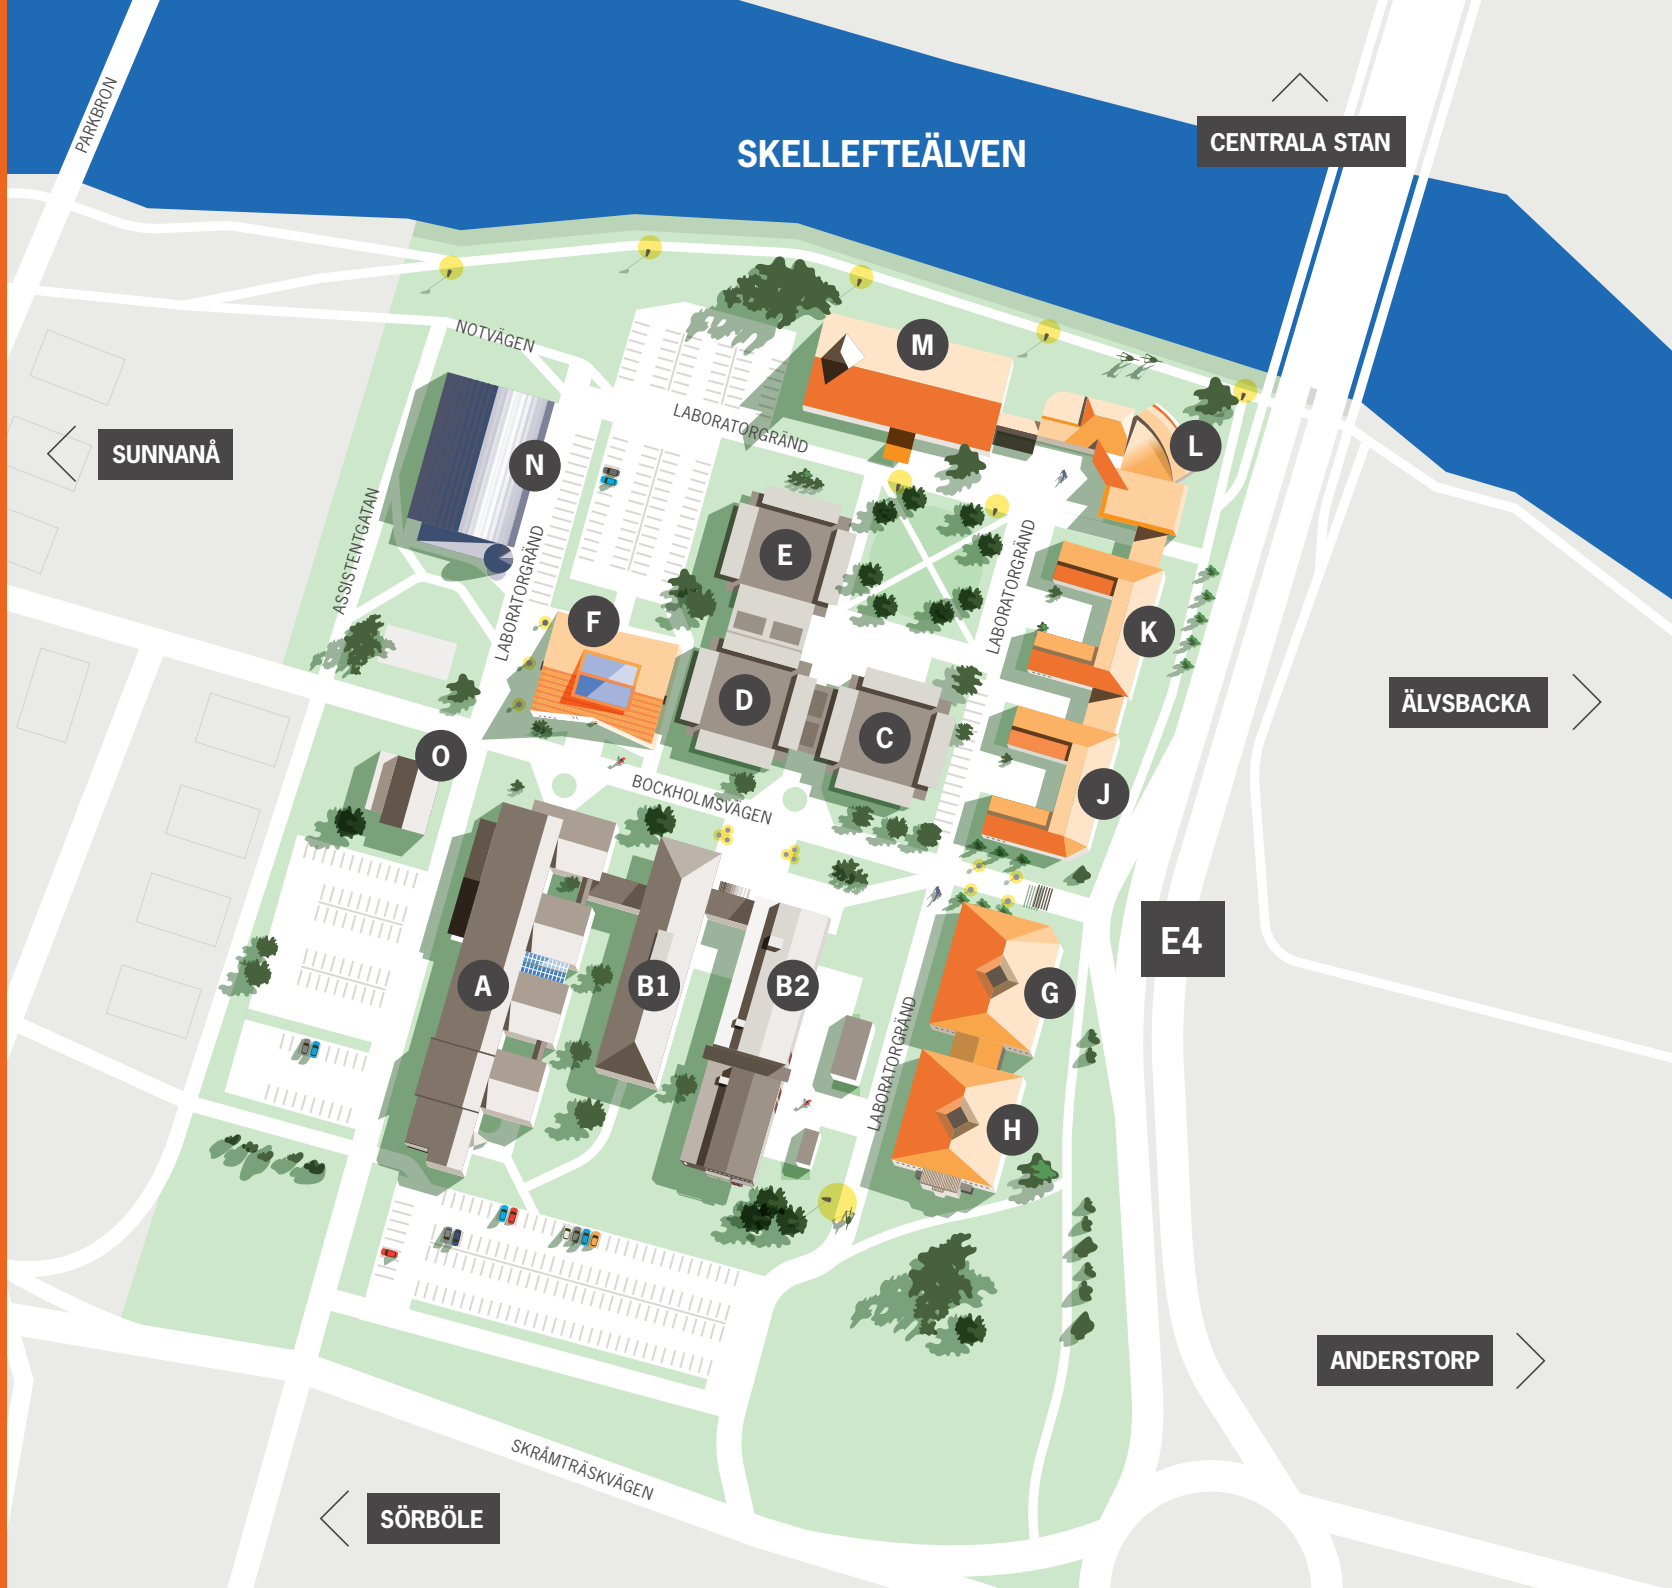 PARKBRON
SKELLEFTEÄLVEN
CENTRALA STAN
NOTVÄGEN
M
LABORATORGRÄND
L
SUNNANÅ
N
ASSISTENTGATAN
LABORATORGRÄND
E
LABORATORGRÄND
F
K
D
C
ÄLVSBACKA
O
BOCKHOLMSVÄGEN
J
E4
A
B1
B2
G
LABORATORGRÄND
H
ANDERSTORP
SKRÅMTRÄSKVÄGEN
SÖRBÖLE